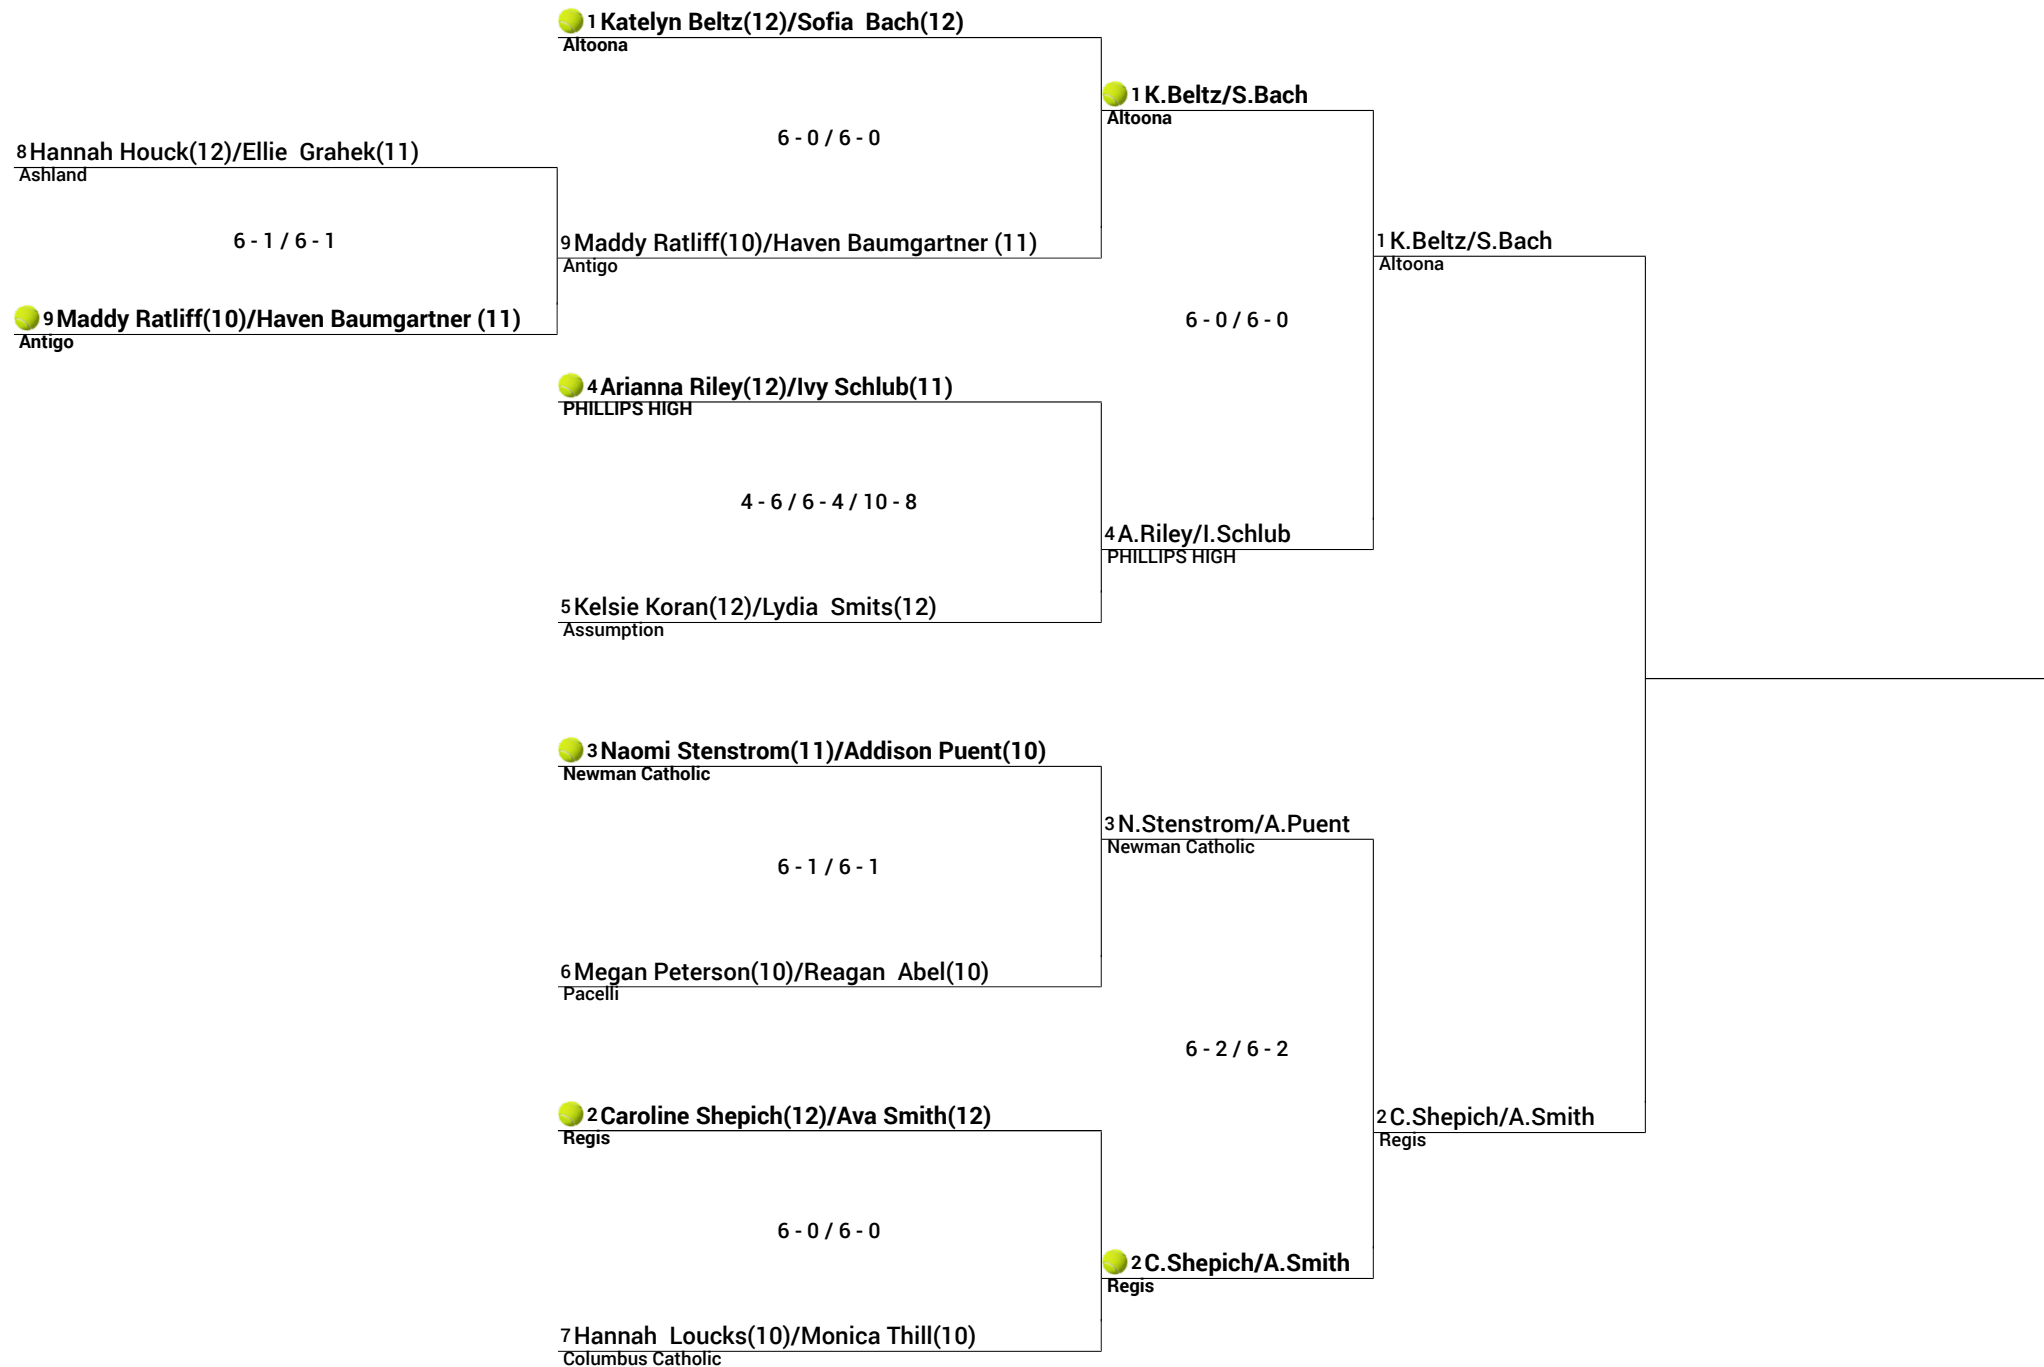 1 Katelyn Beltz(12)/Sofia Bach(12)
Altoona
6 - 0 / 6 - 0
1 K.Beltz/S.Bach
Altoona
8 Hannah Houck(12)/Ellie Grahek(11)
Ashland
6 - 1 / 6 - 1
9 Maddy Ratliff(10)/Haven Baumgartner (11)
Antigo
1 K.Beltz/S.Bach
Altoona
9 Maddy Ratliff(10)/Haven Baumgartner (11)
Antigo
6 - 0 / 6 - 0
4 Arianna Riley(12)/Ivy Schlub(11)
PHILLIPS HIGH
4 - 6 / 6 - 4 / 10 - 8
4 A.Riley/I.Schlub
PHILLIPS HIGH
5 Kelsie Koran(12)/Lydia Smits(12)
Assumption
3 Naomi Stenstrom(11)/Addison Puent(10)
Newman Catholic
3 N.Stenstrom/A.Puent
Newman Catholic
6 - 1 / 6 - 1
6 Megan Peterson(10)/Reagan Abel(10)
Pacelli
6 - 2 / 6 - 2
2 Caroline Shepich(12)/Ava Smith(12)
Regis
2 C.Shepich/A.Smith
Regis
6 - 0 / 6 - 0
2 C.Shepich/A.Smith
Regis
7 Hannah Loucks(10)/Monica Thill(10)
Columbus Catholic